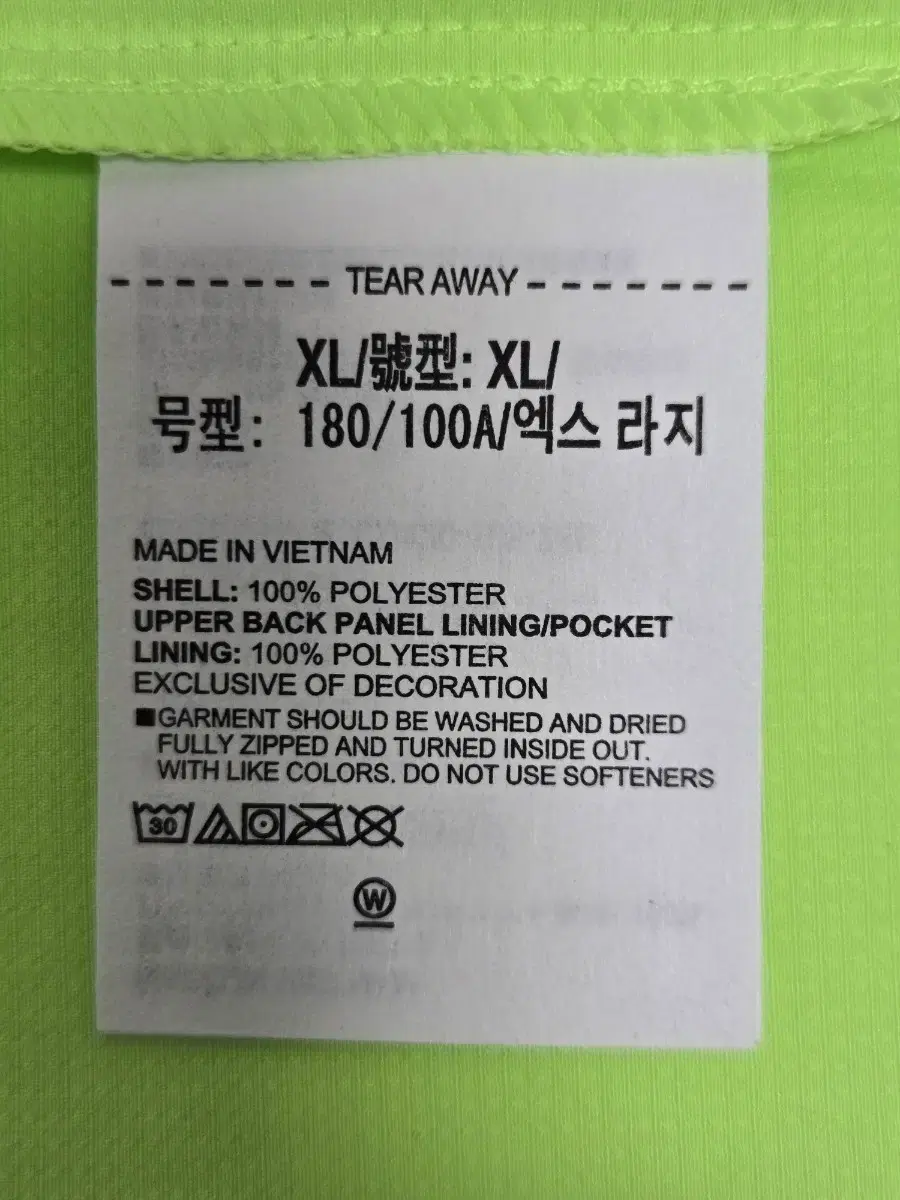 TEAR AWAY
XL/號型: XL/
号型: 180/100A/엑스 라지
MADE IN VIETNAM
SHELL: 100% POLYESTER
UPPER BACK PANEL LINING/POCKET
LINING: 100% POLYESTER
EXCLUSIVE OF DECORATION
■GARMENT SHOULD BE WASHED AND DRIED
FULLY ZIPPED AND TURNED INSIDE OUT.
WITH LIKE COLORS. DO NOT USE SOFTENERS
30
W